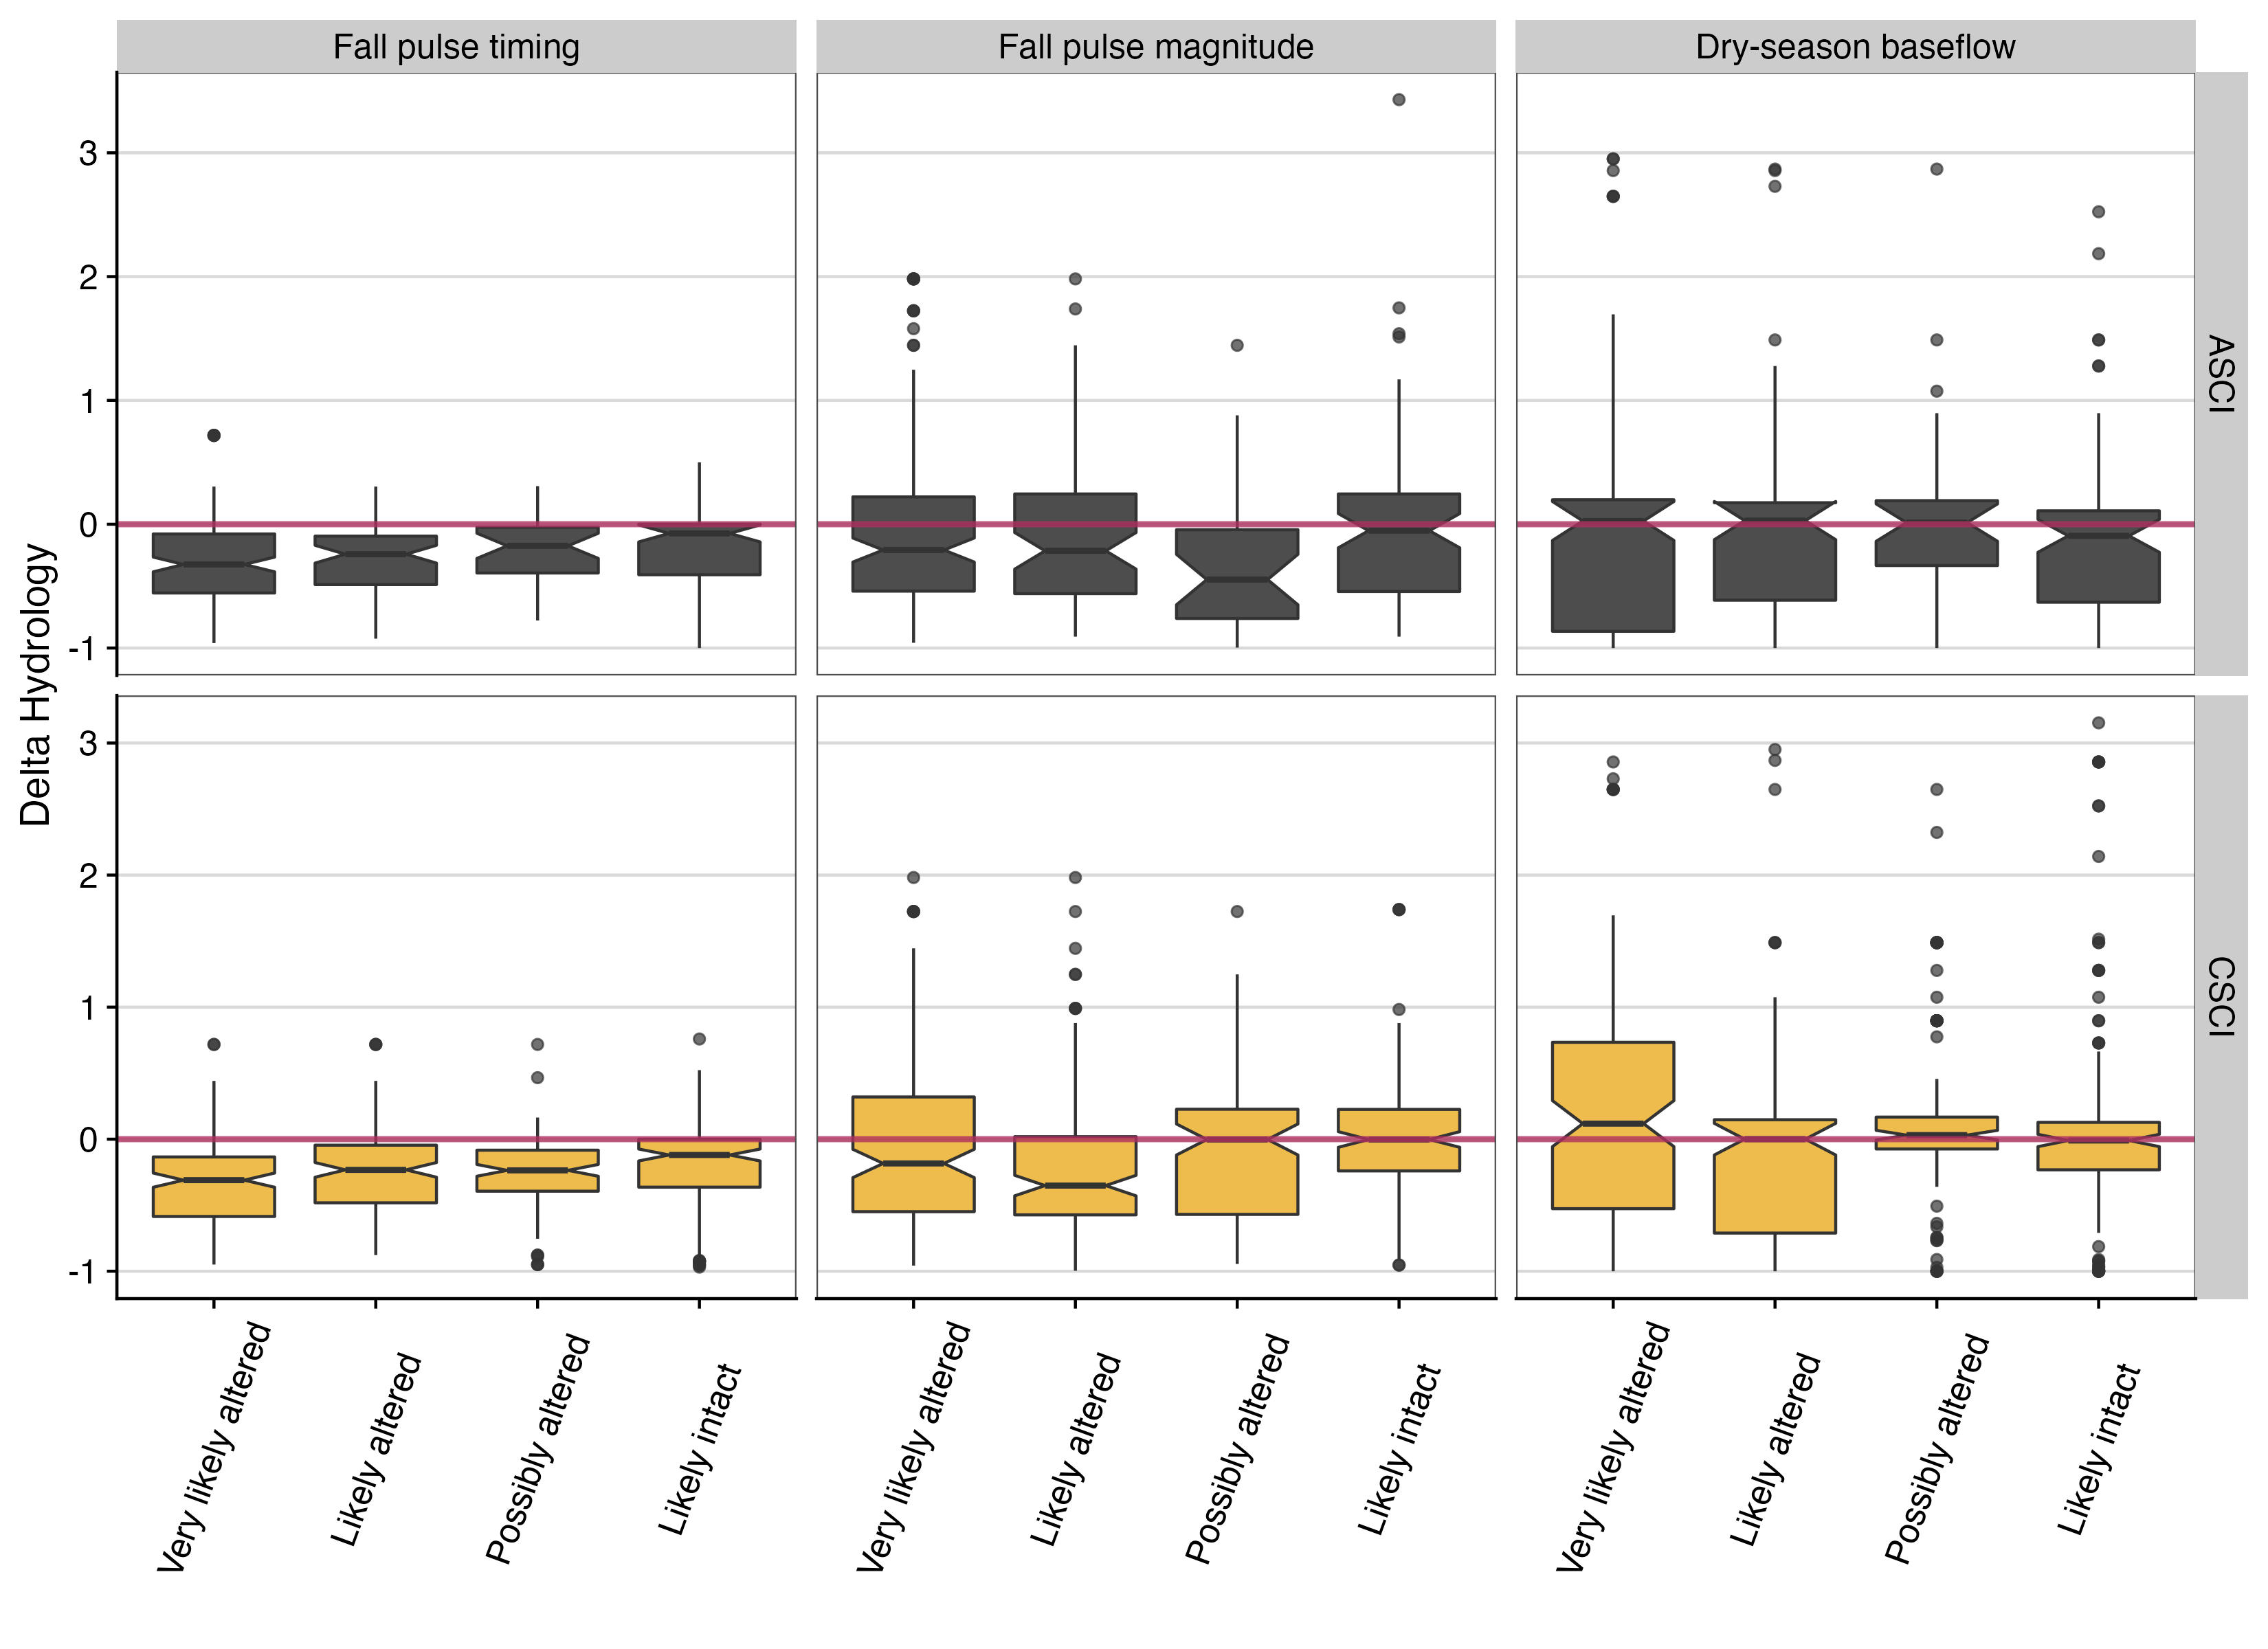 Fall pulse timing
Fall pulse magnitude
Dry-season baseflow
Delta Hydrology
3
2
1
0
-1
ASCI
3
2
1
0
-1
CSCI
Very likely altered
Likely altered
Possibly altered
Likely intact
Very likely altered
Likely altered
Possibly altered
Likely intact
Very likely altered
Likely altered
Possibly altered
Likely intact